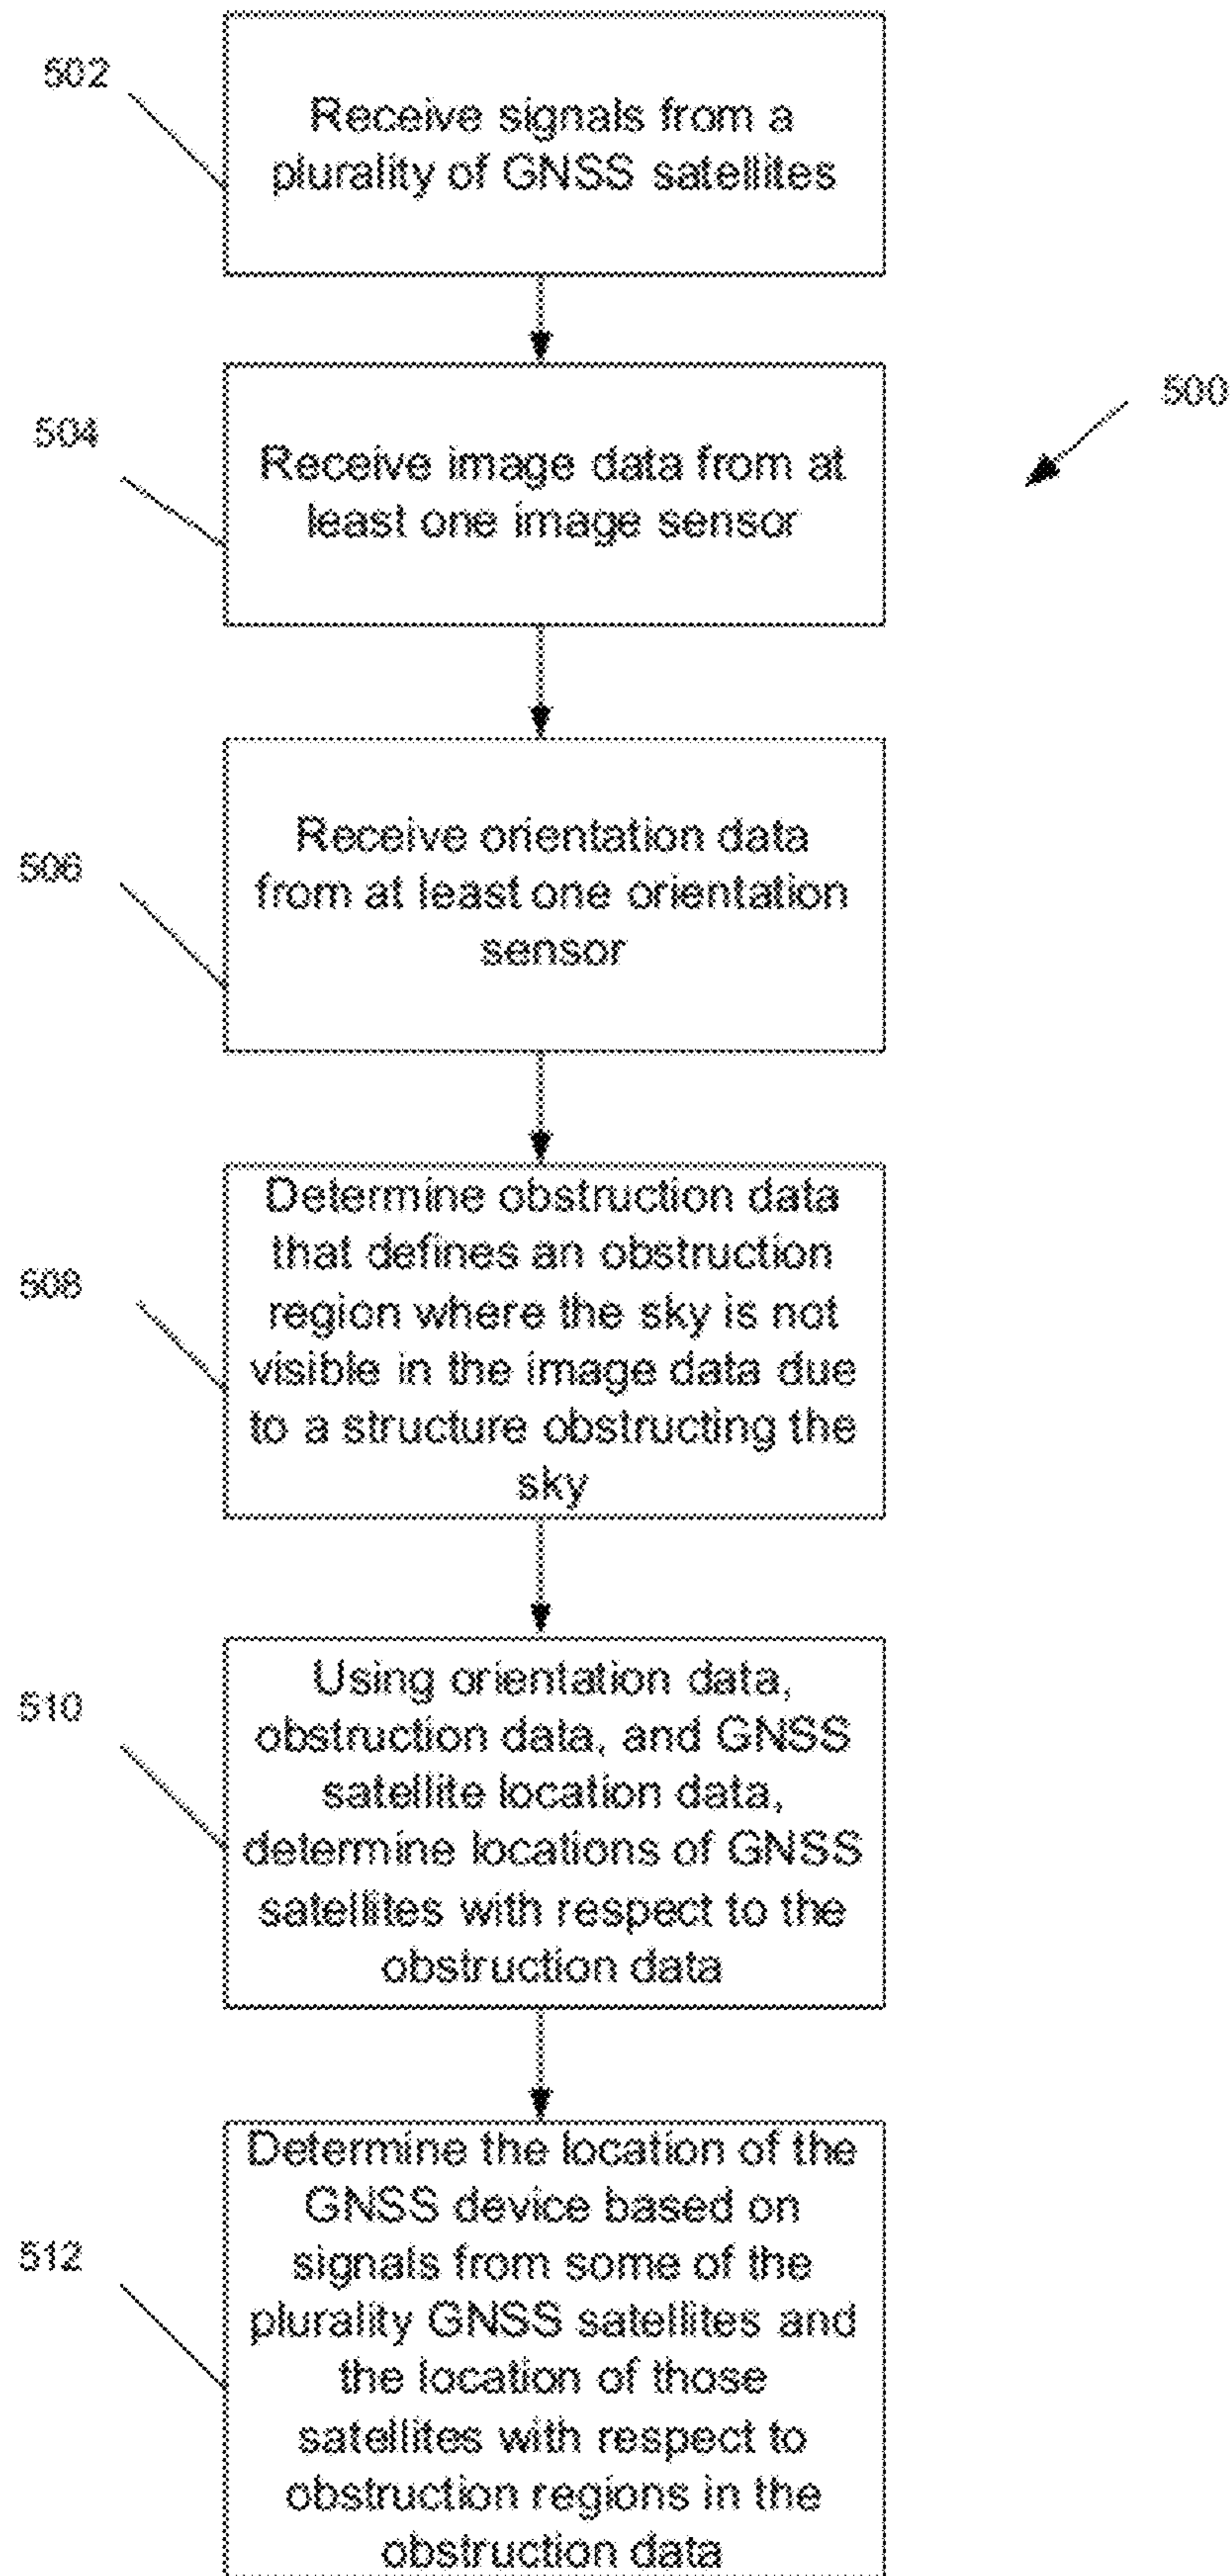 502
Receive signals from a
plurality of GNSS satellites
500
504
Receive image data from at
least one image sensor
506
Receive orientation data
from at least one orientation
sensor
508
Determine obstruction data
that defines an obstruction
region where the sky is not
visible in the image data due
to a structure obstructing the
sky
510
Using orientation data,
obstruction data, and GNSS
satellite location data,
determine locations of GNSS
satellites with respect to the
obstruction data
512
Determine the location of the
GNSS device based on
signals from some of the
plurality GNSS satellites and
the location of those
satellites with respect to
obstruction regions in the
obstruction data